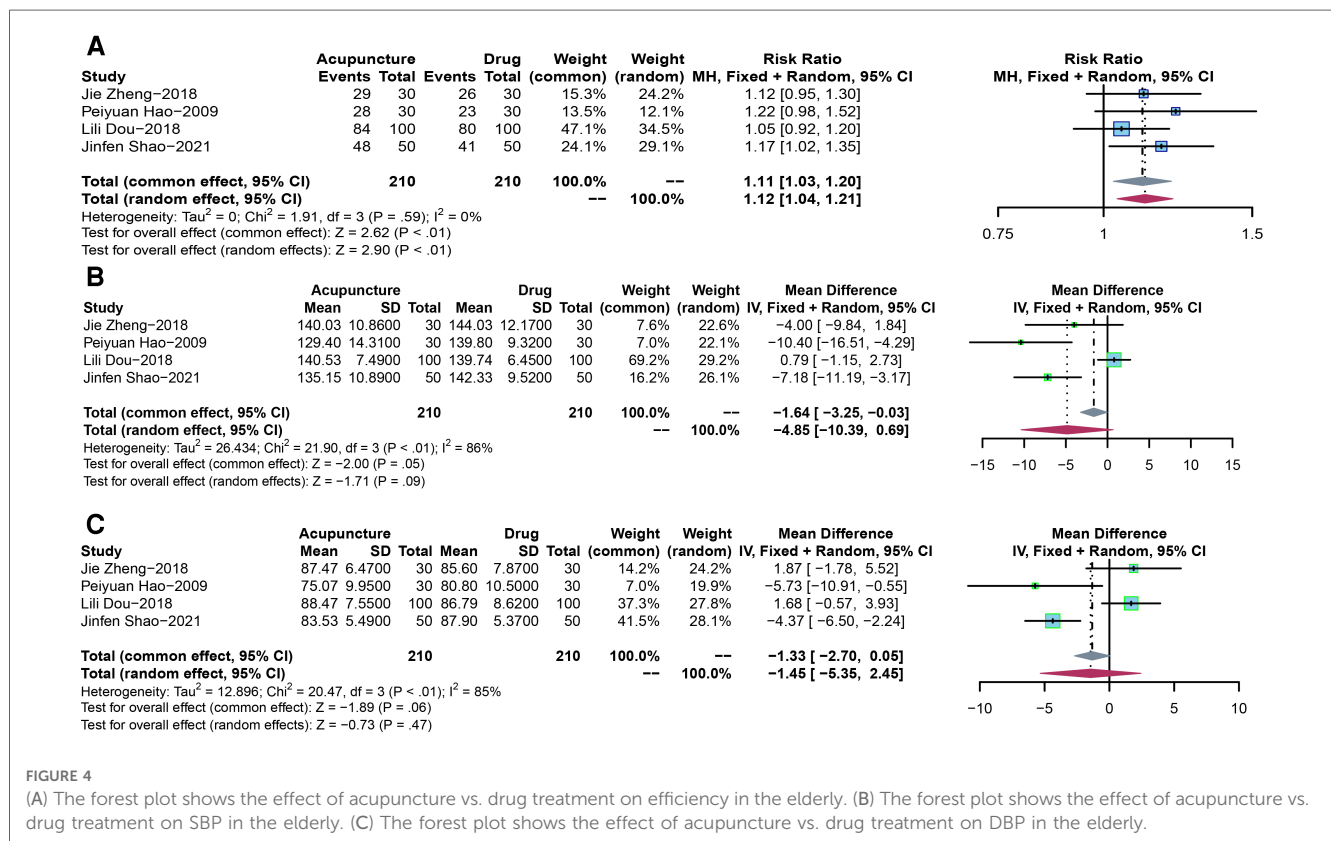 A
Acupuncture Drug Weight Weight Risk Ratio Risk Ratio
Study Events Total Events Total (common) (random) MH, Fixed + Random, 95% CI MH, Fixed + Random, 95% CI
Jie Zheng−2018 29 30 26 30 15.3% 24.2% 1.12 [0.95, 1.30]
Peiyuan Hao−2009 28 30 23 30 13.5% 12.1% 1.22 [0.98, 1.52]
Lili Dou−2018 84 100 80 100 47.1% 34.5% 1.05 [0.92, 1.20]
Jinfen Shao−2021 48 50 41 50 24.1% 29.1% 1.17 [1.02, 1.35]
Total (common effect, 95% CI) 210 210 100.0% −− 1.11 [1.03, 1.20]
Total (random effect, 95% CI) −− 100.0% 1.12 [1.04, 1.21]
Heterogeneity: Tau² = 0; Chi² = 1.91, df = 3 (P = .59); I² = 0%
Test for overall effect (common effect): Z = 2.62 (P < .01)
Test for overall effect (random effects): Z = 2.90 (P < .01)
0.75 1 1.5
B
Acupuncture Drug Weight Weight Mean Difference Mean Difference
Study Mean SD Total Mean SD Total (common) (random) IV, Fixed + Random, 95% CI IV, Fixed + Random, 95% CI
Jie Zheng−2018 140.03 10.8600 30 144.03 12.1700 30 7.6% 22.6% −4.00 [ −9.84, 1.84]
Peiyuan Hao−2009 129.40 14.3100 30 139.80 9.3200 30 7.0% 22.1% −10.40 [ −16.51, −4.29]
Lili Dou−2018 140.53 7.4900 100 139.74 6.4500 100 69.2% 29.2% 0.79 [ −1.15, 2.73]
Jinfen Shao−2021 135.15 10.8900 50 142.33 9.5200 50 16.2% 26.1% −7.18 [ −11.19, −3.17]
Total (common effect, 95% CI) 210 210 100.0% −− −1.64 [ −3.25, −0.03]
Total (random effect, 95% CI) −− 100.0% −4.85 [ −10.39, 0.69]
Heterogeneity: Tau² = 26.434; Chi² = 21.90, df = 3 (P < .01); I² = 86%
Test for overall effect (common effect): Z = −2.00 (P = .05)
Test for overall effect (random effects): Z = −1.71 (P = .09)
−15 −10 −5 0 5 10 15
C
Acupuncture Drug Weight Weight Mean Difference Mean Difference
Study Mean SD Total Mean SD Total (common) (random) IV, Fixed + Random, 95% CI IV, Fixed + Random, 95% CI
Jie Zheng−2018 87.47 6.4700 30 85.60 7.8700 30 14.2% 24.2% 1.87 [ −1.78, 5.52]
Peiyuan Hao−2009 75.07 9.9500 30 80.80 10.5000 30 7.0% 19.9% −5.73 [−10.91, −0.55]
Lili Dou−2018 88.47 7.5500 100 86.79 8.6200 100 37.3% 27.8% 1.68 [ −0.57, 3.93]
Jinfen Shao−2021 83.53 5.4900 50 87.90 5.3700 50 41.5% 28.1% −4.37 [ −6.50, −2.24]
Total (common effect, 95% CI) 210 210 100.0% −− −1.33 [ −2.70, 0.05]
Total (random effect, 95% CI) −− 100.0% −1.45 [ −5.35, 2.45]
Heterogeneity: Tau² = 12.896; Chi² = 20.47, df = 3 (P < .01); I² = 85%
Test for overall effect (common effect): Z = −1.89 (P = .06)
Test for overall effect (random effects): Z = −0.73 (P = .47)
−10 −5 0 5 10
FIGURE 4
(A) The forest plot shows the effect of acupuncture vs. drug treatment on efficiency in the elderly. (B) The forest plot shows the effect of acupuncture vs.
drug treatment on SBP in the elderly. (C) The forest plot shows the effect of acupuncture vs. drug treatment on DBP in the elderly.